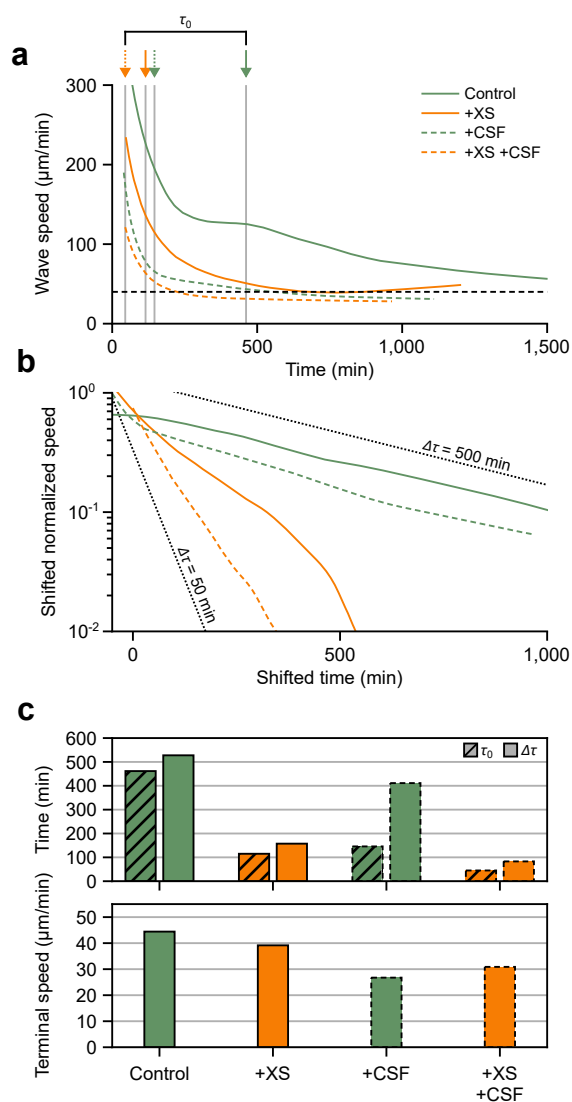 τ0
a
Wave speed (µm/min)
300
200
100
0
0
500
1,000
1,500
Time (min)
Control
+XS
+CSF
+XS +CSF
b
Shifted normalized speed
10^0
10^-1
10^-2
Δτ = 500 min
Δτ = 50 min
0
500
1,000
Shifted time (min)
c
Time (min)
600
500
400
300
200
100
0
τ0
Δτ
Terminal speed (µm/min)
50
40
30
20
10
0
Control
+XS
+CSF
+XS
+CSF